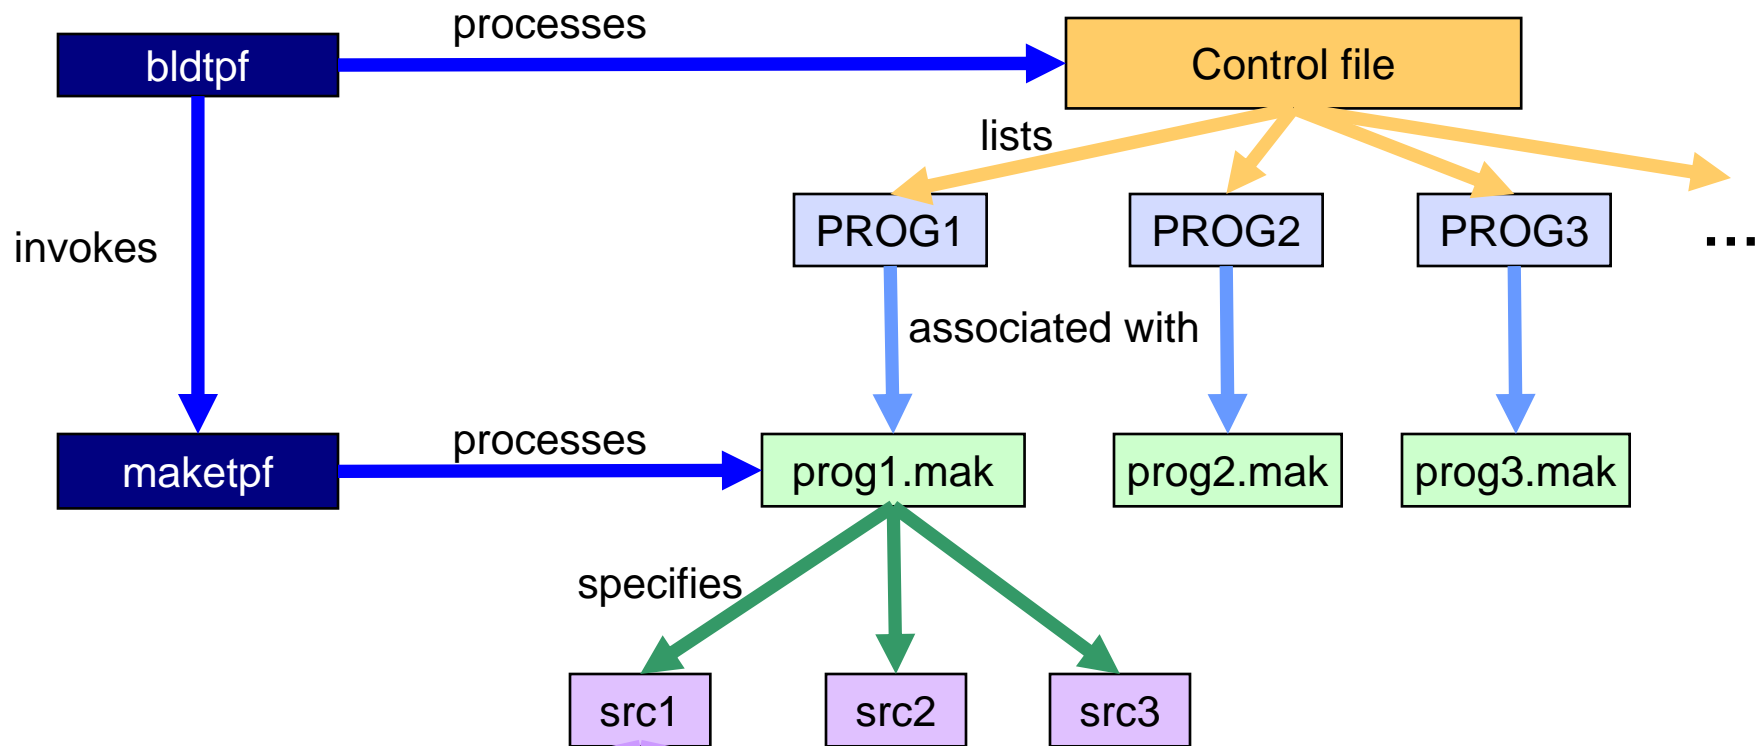 processes
bldtpf
Control file
lists
PROG1
PROG2
PROG3
...
invokes
associated with
processes
maketpf
prog1.mak
prog2.mak
prog3.mak
specifies
src1
src2
src3